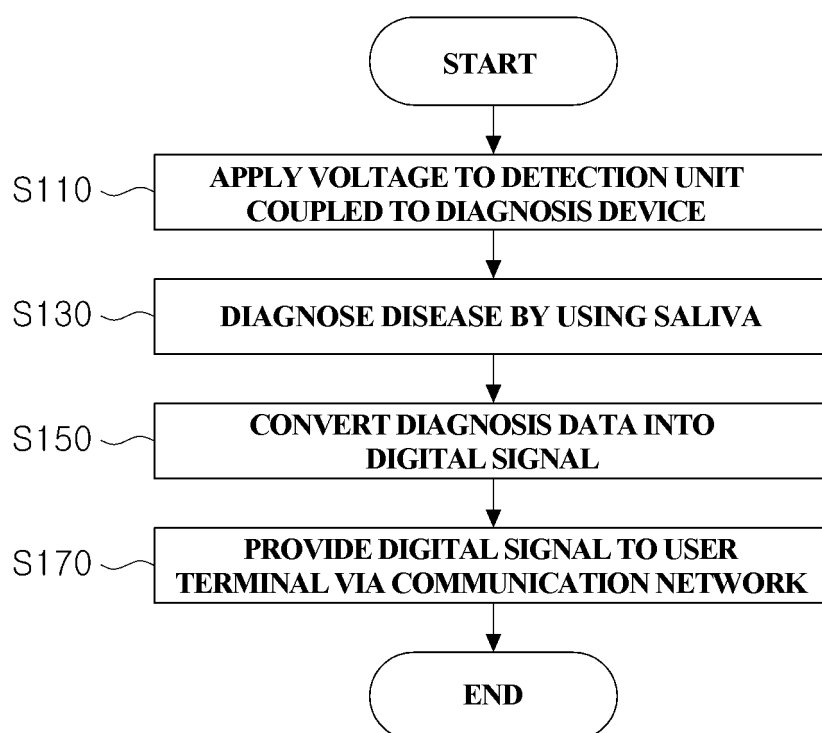 START
S110
APPLY VOLTAGE TO DETECTION UNIT
COUPLED TO DIAGNOSIS DEVICE
S130
DIAGNOSE DISEASE BY USING SALIVA
S150
CONVERT DIAGNOSIS DATA INTO
DIGITAL SIGNAL
S170
PROVIDE DIGITAL SIGNAL TO USER
TERMINAL VIA COMMUNICATION NETWORK
END